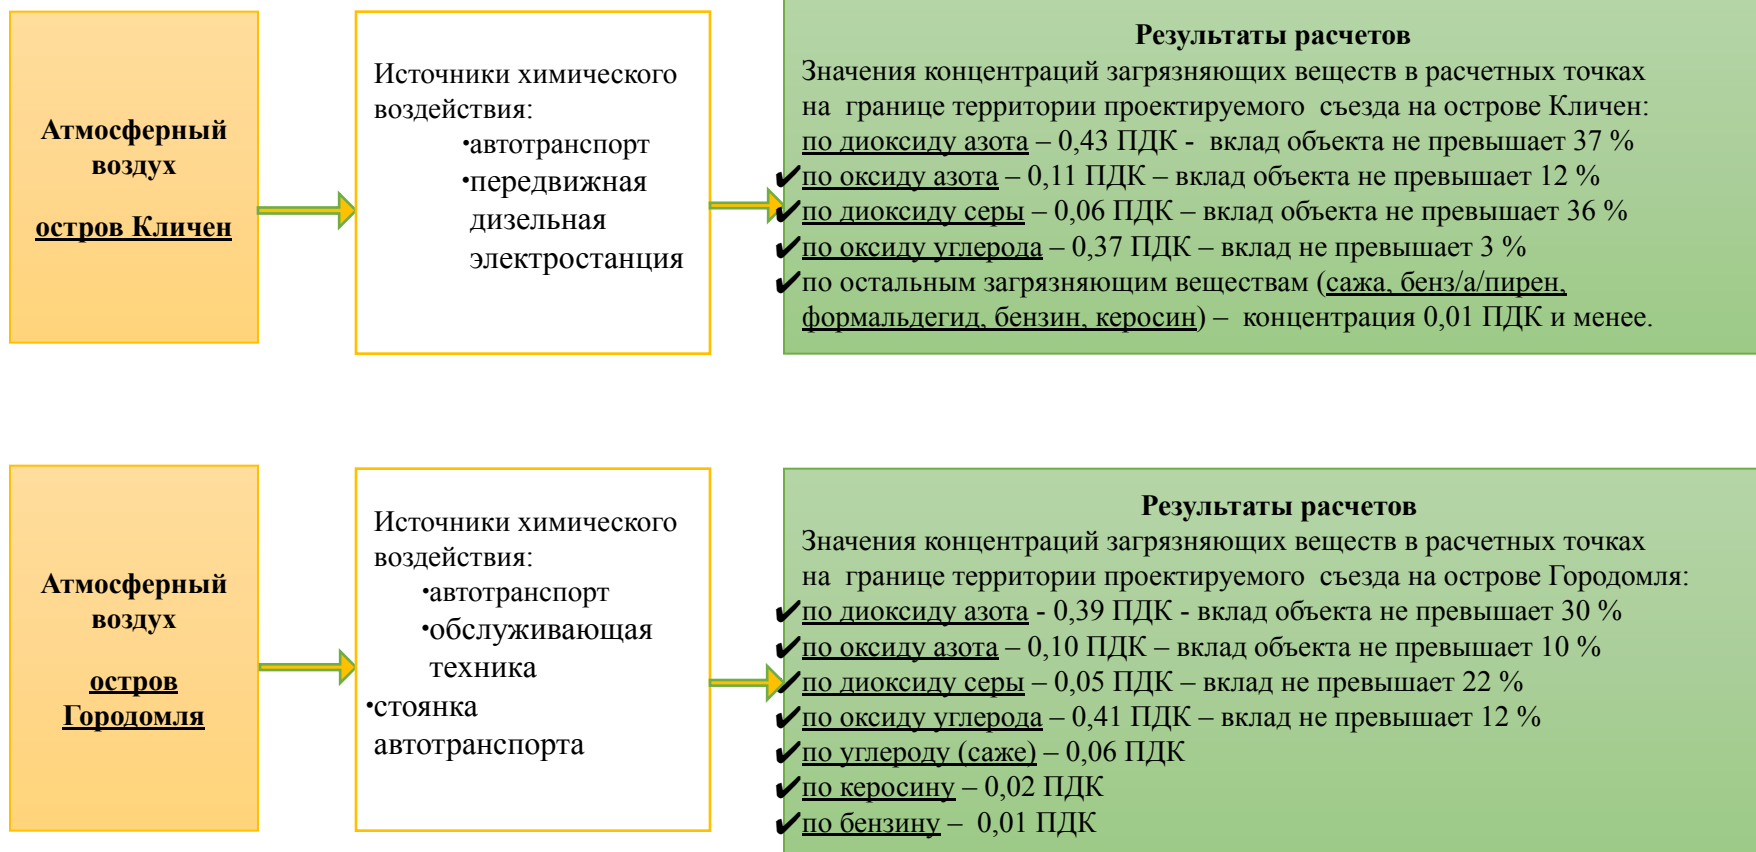 Атмосферный
воздух
остров Кличен
Источники химического
воздействия:
•автотранспорт
•передвижная
дизельная
электростанция
Результаты расчетов
Значения концентраций загрязняющих веществ в расчетных точках
на границе территории проектируемого съезда на острове Кличен:
по диоксиду азота – 0,43 ПДК - вклад объекта не превышает 37 %
✔по оксиду азота – 0,11 ПДК – вклад объекта не превышает 12 %
✔по диоксиду серы – 0,06 ПДК – вклад объекта не превышает 36 %
✔по оксиду углерода – 0,37 ПДК – вклад не превышает 3 %
✔по остальным загрязняющим веществам (сажа, бенз/а/пирен,
формальдегид, бензин, керосин) – концентрация 0,01 ПДК и менее.
Атмосферный
воздух
остров
Городомля
Источники химического
воздействия:
•автотранспорт
•обслуживающая
техника
•стоянка
автотранспорта
Результаты расчетов
Значения концентраций загрязняющих веществ в расчетных точках
на границе территории проектируемого съезда на острове Городомля:
✔по диоксиду азота - 0,39 ПДК - вклад объекта не превышает 30 %
✔по оксиду азота – 0,10 ПДК – вклад объекта не превышает 10 %
✔по диоксиду серы – 0,05 ПДК – вклад не превышает 22 %
✔по оксиду углерода – 0,41 ПДК – вклад не превышает 12 %
✔по углероду (саже) – 0,06 ПДК
✔по керосину – 0,02 ПДК
✔по бензину – 0,01 ПДК